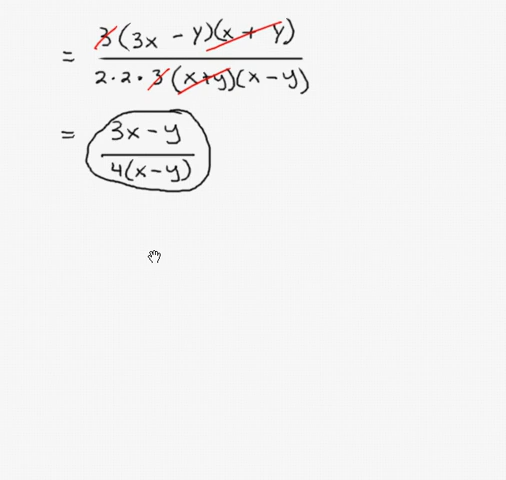 = 3(3x - y)(x + y)
2·2·3(x+y)(x-y)
= 3x-y
4(x-y)